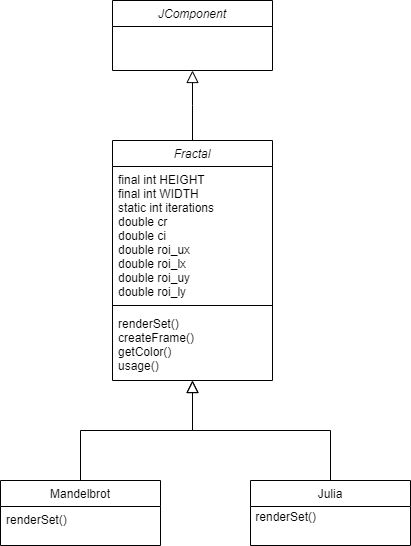 JComponent
Fractal
final int HEIGHT
final int WIDTH
static int iterations
double cr
double ci
double roi_ux
double roi_lx
double roi_uy
double roi_ly
renderSet()
createFrame()
getColor()
usage()
Mandelbrot
renderSet()
Julia
renderSet()